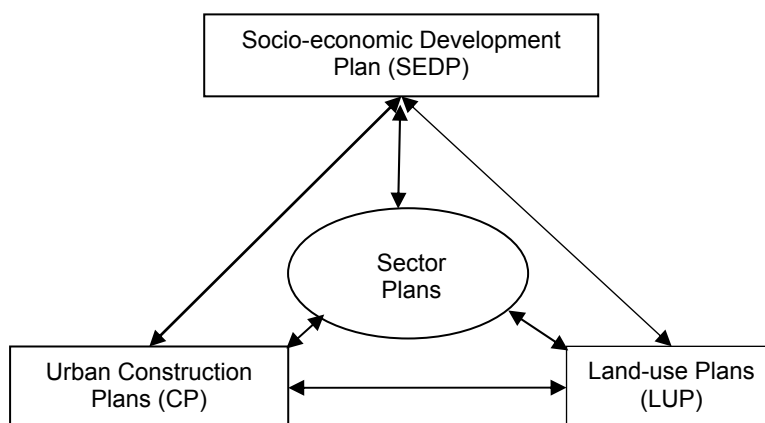 Socio-economic Development
Plan (SEDP)
Sector
Plans
Urban Construction
Plans (CP)
Land-use Plans
(LUP)